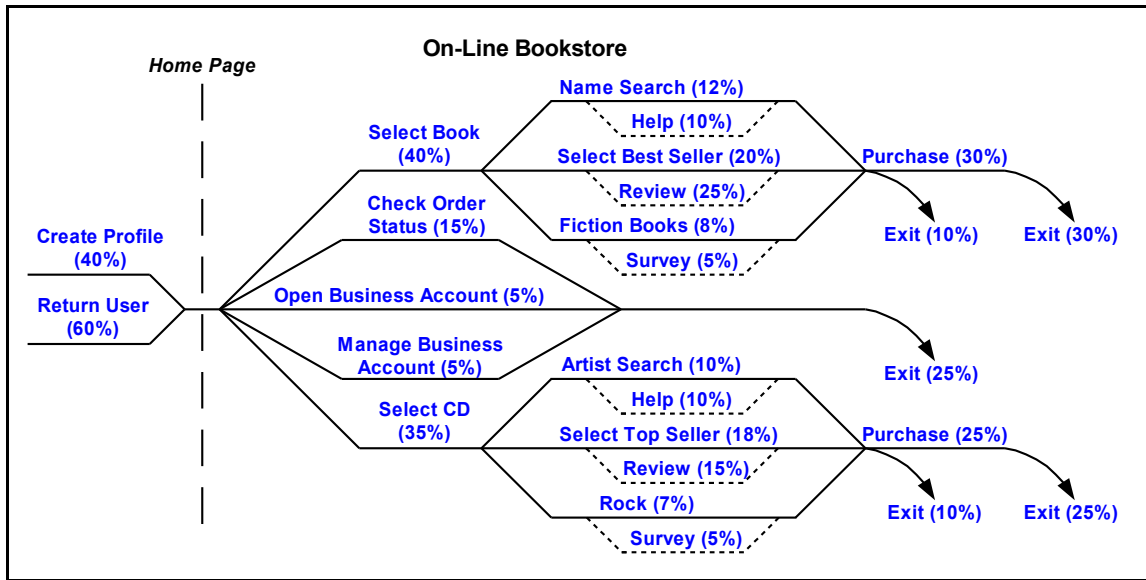 On-Line Bookstore
Home Page
Name Search (12%)
Help (10%)
Select Book
(40%)
Select Best Seller (20%)
Purchase (30%)
Review (25%)
Check Order
Status (15%)
Fiction Books (8%)
Exit (10%)
Exit (30%)
Create Profile
(40%)
Survey (5%)
Return User
(60%)
Open Business Account (5%)
Manage Business
Account (5%)
Artist Search (10%)
Exit (25%)
Help (10%)
Select CD
(35%)
Select Top Seller (18%)
Purchase (25%)
Review (15%)
Rock (7%)
Exit (10%)
Exit (25%)
Survey (5%)